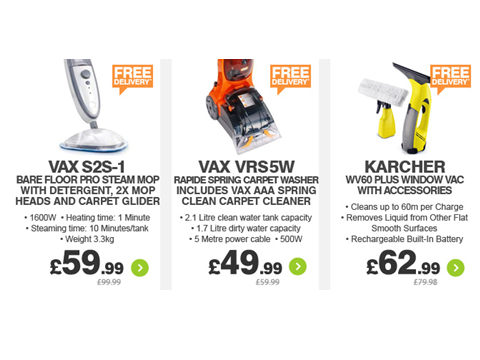 FREE
DELIVERY
VAX S2S-1
BARE FLOOR PRO STEAM MOP
WITH DETERGENT, 2X MOP
HEADS AND CARPET GLIDER
• 1600W • Heating time: 1 Minute
• Steaming time: 10 Minutes/tank
• Weight 3.3kg
£59.99
£99.99
FREE
DELIVERY
VAX VRS5W
RAPIDE SPRING CARPET WASHER
INCLUDES VAX AAA SPRING
CLEAN CARPET CLEANER
• 2.1 Litre clean water tank capacity
• 1.7 Litre dirty water capacity
• 5 Metre power cable • 500W
£49.99
£59.99
FREE
DELIVERY
KARCHER
WV60 PLUS WINDOW VAC
WITH ACCESSORIES
• Cleans up to 60m per Charge
• Removes Liquid from Other Flat
Smooth Surfaces
• Rechargeable Built-In Battery
£62.99
£79.98